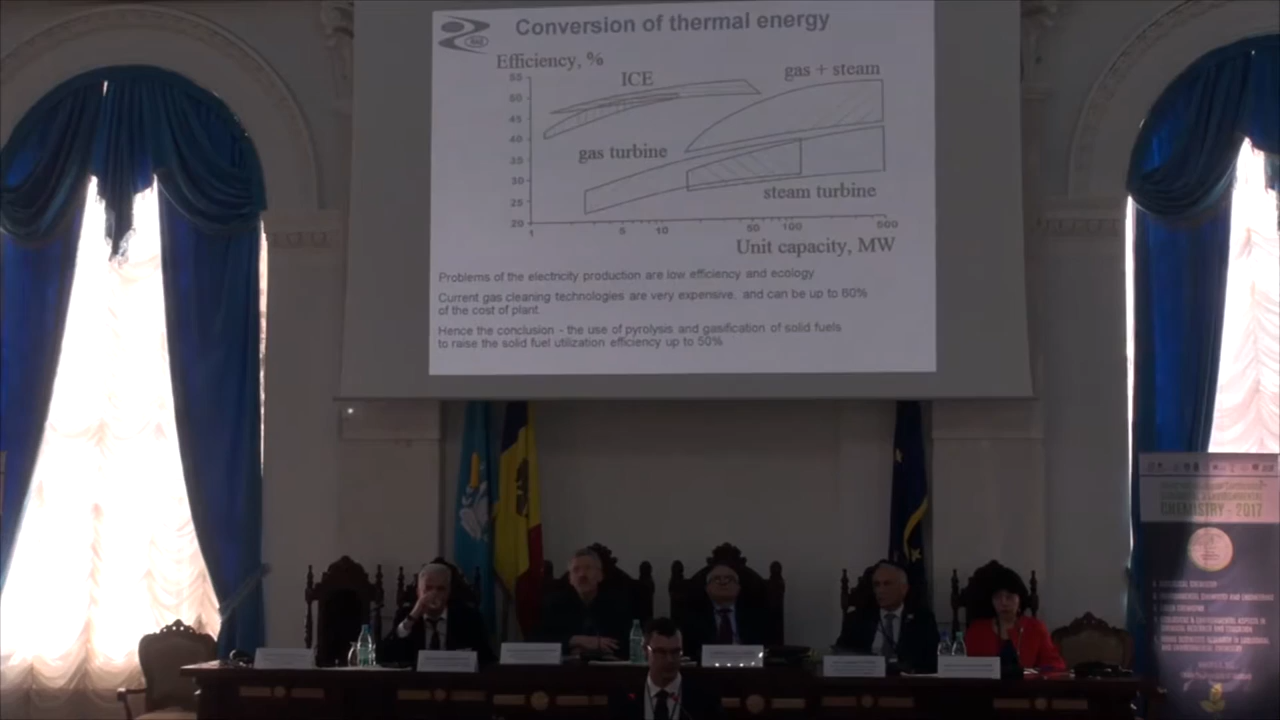 Conversion of thermal energy
Efficiency, %
ICE
gas + steam
50
45
40
35
30
25
20
gas turbine
steam turbine
1
5
10
50
100
500
Unit capacity, MW
Problems of the electricity production are low efficiency and ecology
Current gas cleaning technologies are very expensive, and can be up to 60%
of the cost of plant
Hence the conclusion - the use of pyrolysis and gasification of solid fuels
to raise the solid fuel utilization efficiency up to 50%
CHEMISTRY - 2017